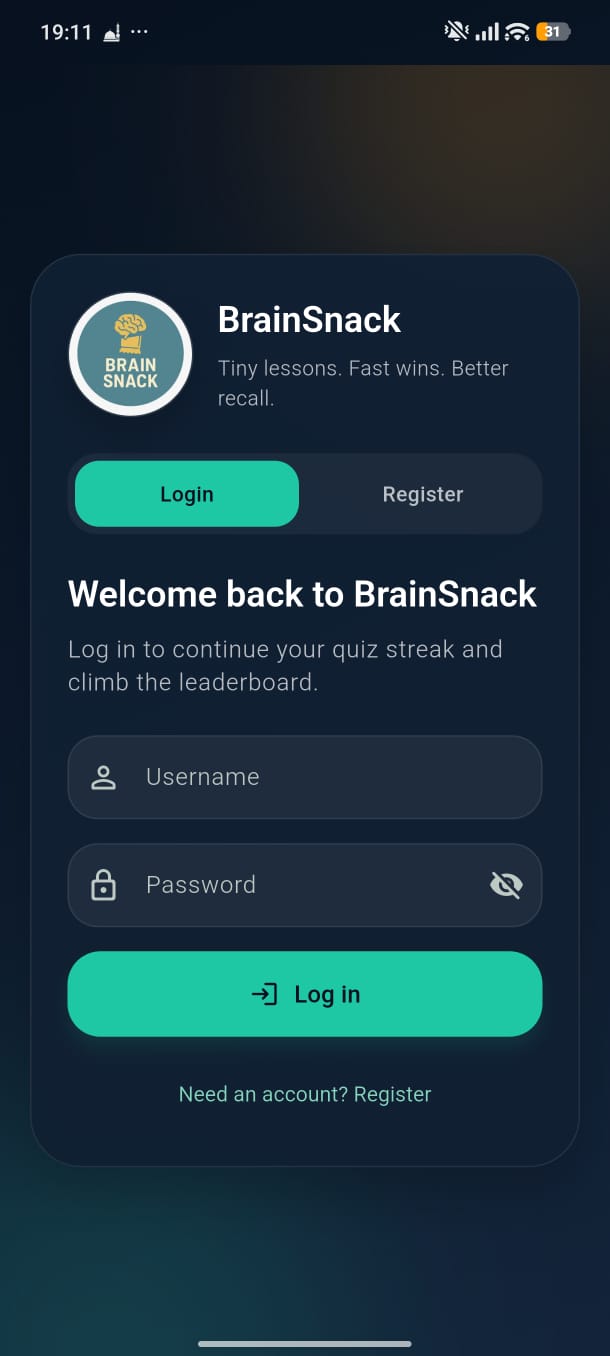 19:11 ...
6 31
BRAIN
SNACK
BrainSnack
Tiny lessons. Fast wins. Better
recall.
Login Register
Welcome back to BrainSnack
Log in to continue your quiz streak and
climb the leaderboard.
Username
Password
Log in
Need an account? Register